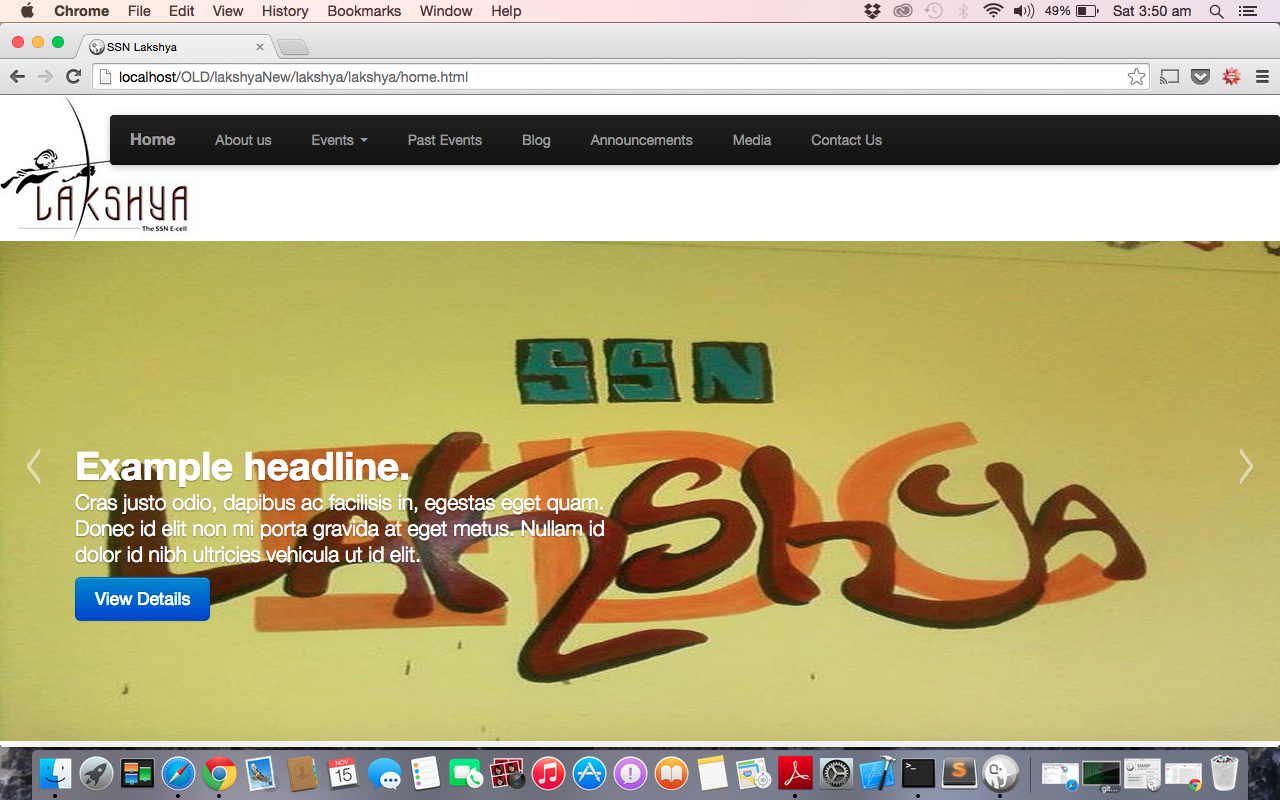 Chrome File Edit View History Bookmarks Window Help 49% Sat 3:50 am
SSN Lakshya
localhost/OLD/lakshyaNew/lakshya/lakshya/home.html
Home About us Events Past Events Blog Announcements Media Contact Us
LAKSHYA
The SSN E-cell
SSN
EDC
LAKSHYA
Example headline.
Cras justo odio, dapibus ac facilisis in, egestas eget quam.
Donec id elit non mi porta gravida at eget metus. Nullam id
dolor id nibh ultricies vehicula ut id elit.
View Details
NOV
15